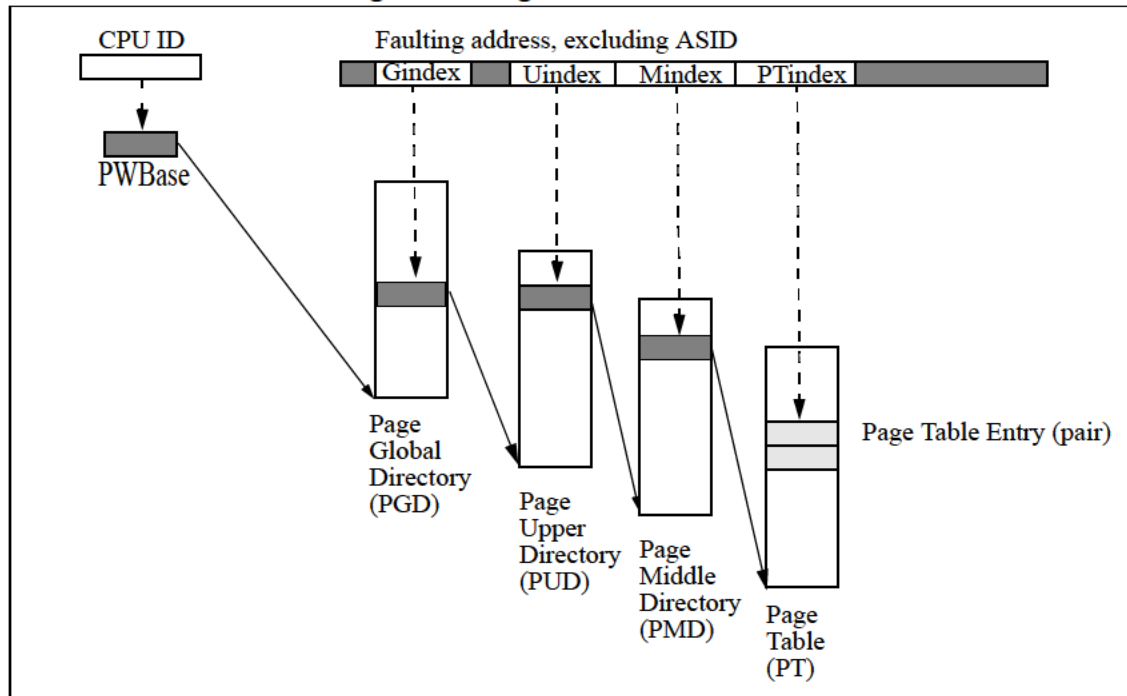 CPU ID
Faulting address, excluding ASID
Gindex
Uindex
Mindex
PTindex
PWBase
Page
Global
Directory
(PGD)
Page
Upper
Directory
(PUD)
Page
Middle
Directory
(PMD)
Page
Table
(PT)
Page Table Entry (pair)